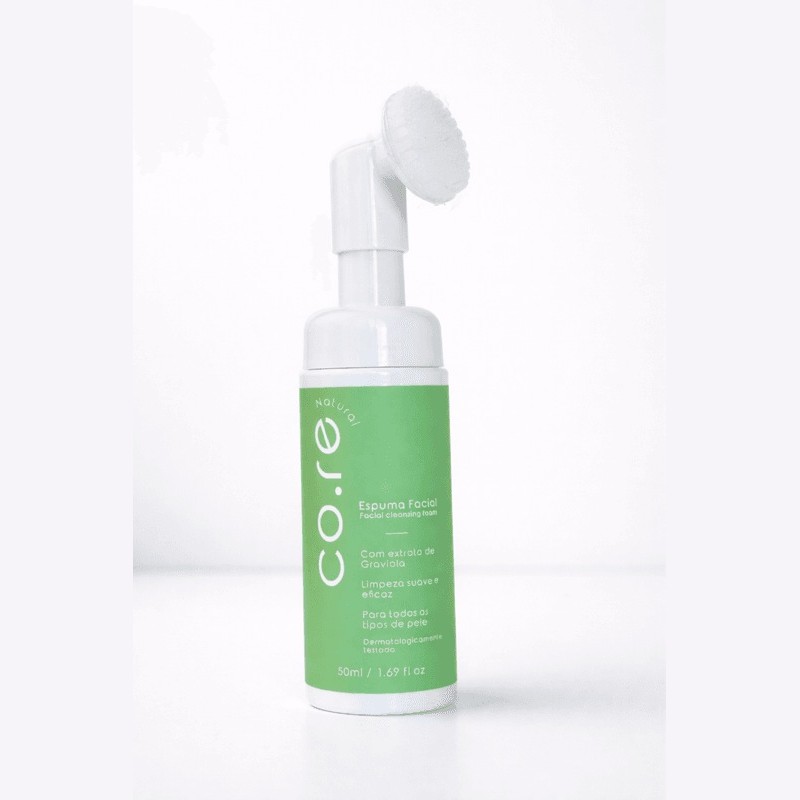 Natural
co.re
Espuma Facial
Facial cleansing foam
Com extrato de
Graviola
Limpeza suave e
eficaz
Para todos os
tipos de pele
Dermatologicamente
testado
50ml / 1.69 fl oz